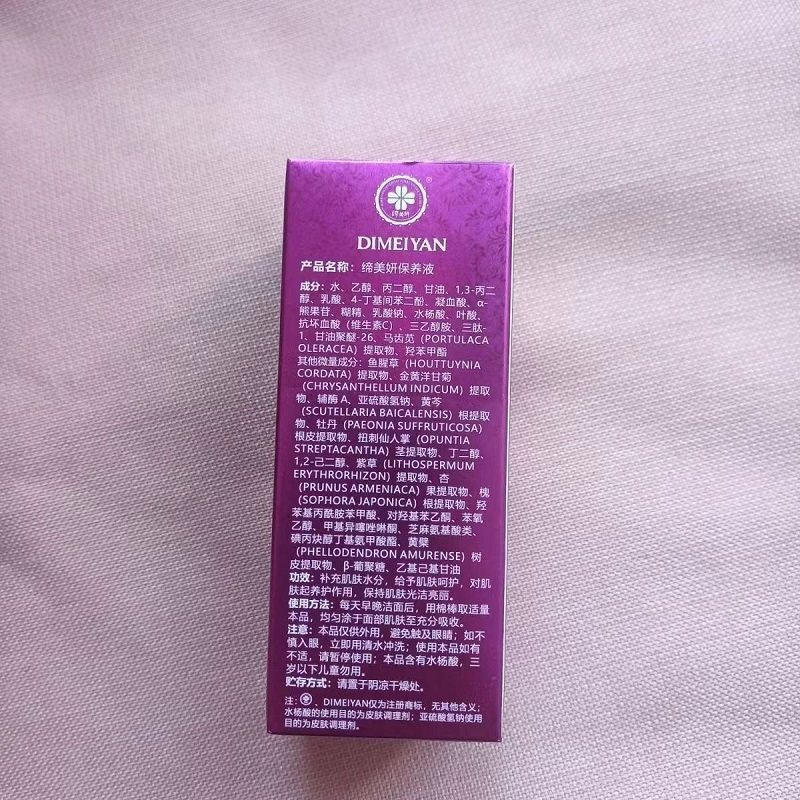 缔美妍
®
DIMEIYAN
产品名称：缔美妍保养液
成分：水、乙醇、丙二醇、甘油、1,3-丙二
醇、乳酸、4-丁基间苯二酚、凝血酸、α-
熊果苷、糊精、乳酸钠、水杨酸、叶酸、
抗坏血酸（维生素C）、三乙醇胺、三肽-
1、甘油聚醚-26、马齿苋（PORTULACA
OLERACEA）提取物、羟苯甲酯
其他微量成分：鱼腥草（HOUTTUYNIA
CORDATA）提取物、金黄洋甘菊
（CHRYSANTHELLUM INDICUM）提取
物、辅酶A、亚硫酸氢钠、黄芩
（SCUTELLARIA BAICALENSIS）根提取
物、牡丹（PAEONIA SUFFRUTICOSA）
根皮提取物、扭刺仙人掌（OPUNTIA
STREPTACANTHA）茎提取物、丁二醇、
1,2-己二醇、紫草（LITHOSPERMUM
ERYTHRORHIZON）提取物、杏
（PRUNUS ARMENIACA）果提取物、槐
（SOPHORA JAPONICA）根提取物、羟
苯基丙酰胺苯甲酸、对羟基苯乙酮、苯氧
乙醇、甲基异噻唑啉酮、芝麻氨基酸类、
碘丙炔醇丁基氨甲酸酯、黄檗
（PHELLODENDRON AMURENSE）树
皮提取物、β-葡聚糖、乙基己基甘油
功效：补充肌肤水分，给予肌肤呵护，对肌
肤起养护作用，保持肌肤光洁亮丽。
使用方法：每天早晚洁面后，用棉棒取适量
本品，均匀涂于面部肌肤至充分吸收。
注意：本品仅供外用，避免触及眼睛；如不
慎入眼，立即用清水冲洗；使用本品如有
不适，请暂停使用；本品含有水杨酸，三
岁以下儿童勿用。
贮存方式：请置于阴凉干燥处。
注：、DIMEIYAN仅为注册商标，无其他含义；
水杨酸的使用目的为皮肤调理剂；亚硫酸氢钠使用
目的为皮肤调理剂。